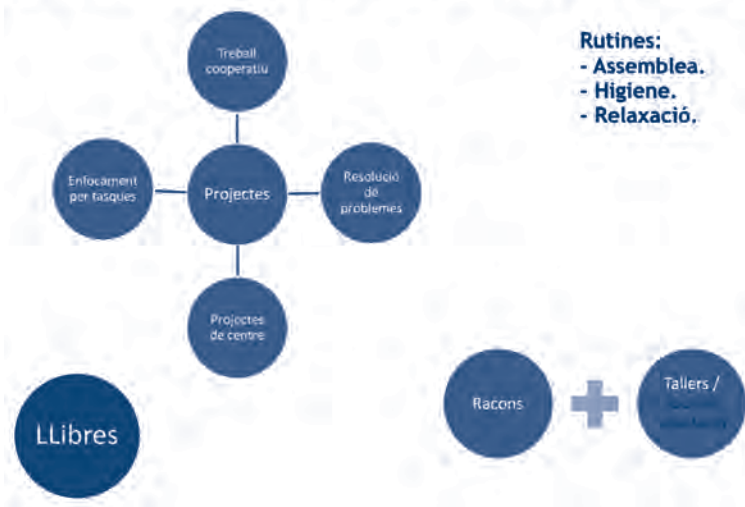 Treball
cooperatiu
Rutines:
- Assemblea.
- Higiene.
- Relaxació.
Enfocament
per tasques
Projectes
Resolució
de
problemes
Projectes
de centre
LLibres
Racons
Tallers /